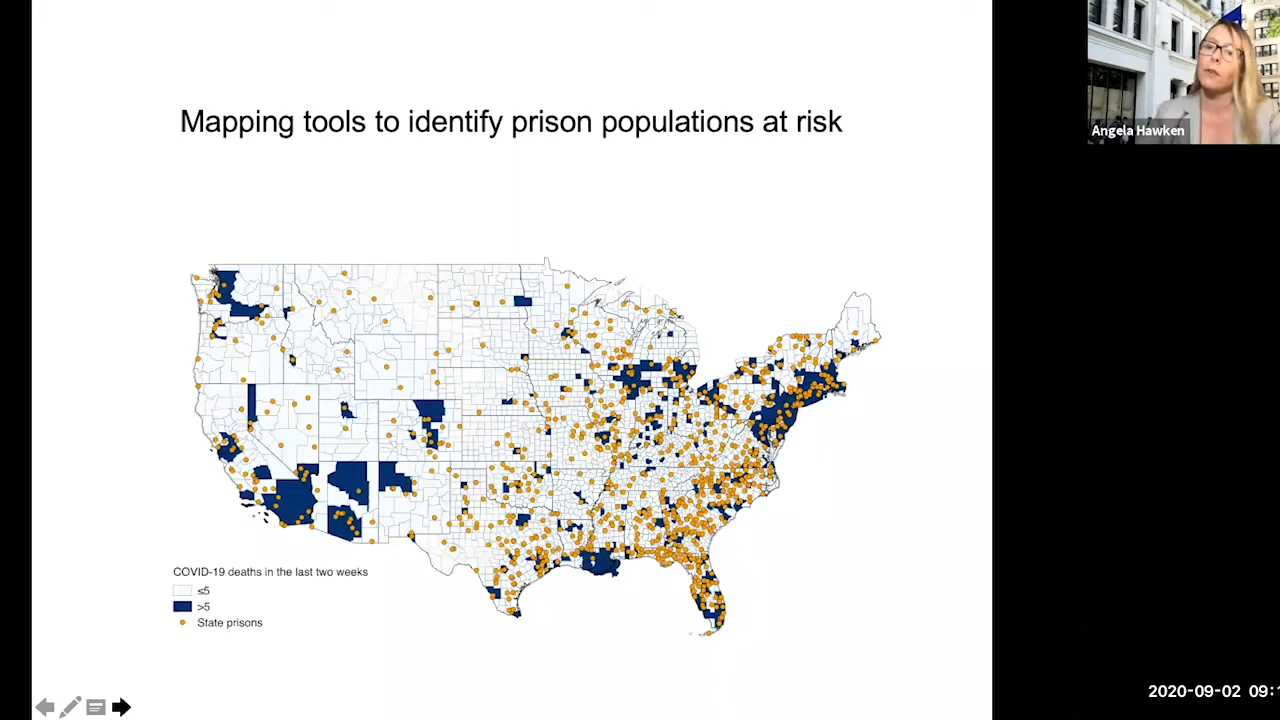 Mapping tools to identify prison populations at risk
Angela Hawken
COVID-19 deaths in the last two weeks
≤5
>5
State prisons
2020-09-02 09:1